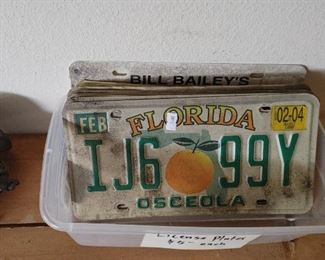 BILL BAILEY'S
FEB FLORIDA 02-04
IJ6 99Y
OSCEOLA
License Plates
$5- each